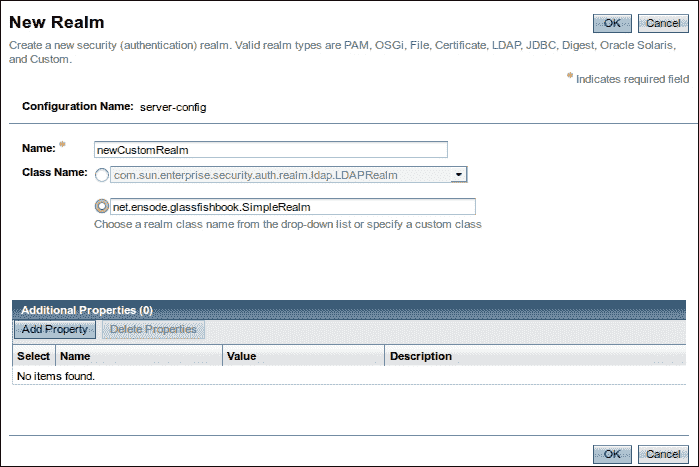 New Realm
OK Cancel
Create a new security (authentication) realm. Valid realm types are PAM, OSGi, File, Certificate, LDAP, JDBC, Digest, Oracle Solaris,
and Custom.
* Indicates required field
Configuration Name: server-config
Name: * newCustomRealm
Class Name: com.sun.enterprise.security.auth.realm.ldap.LDAPRealm
net.ensode.glassfishbook.SimpleRealm
Choose a realm class name from the drop-down list or specify a custom class
Additional Properties (0)
Add Property Delete Properties
Select Name Value Description
No items found.
OK Cancel